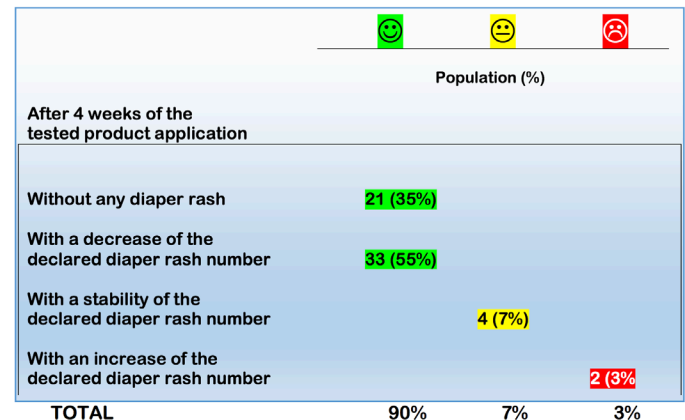 Population (%)
After 4 weeks of the
tested product application
Without any diaper rash 21 (35%)
With a decrease of the
declared diaper rash number 33 (55%)
With a stability of the
declared diaper rash number 4 (7%)
With an increase of the
declared diaper rash number 2 (3%
TOTAL 90% 7% 3%